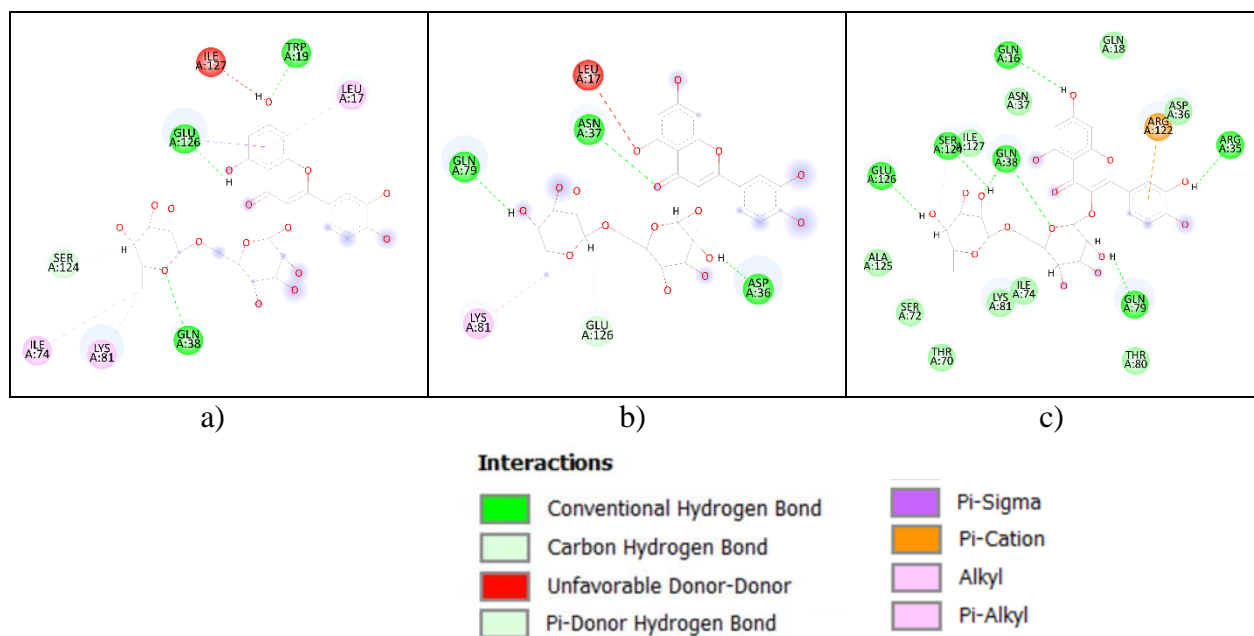 ILE
A:127
TRP
A:19
LEU
A:17
GLU
A:126
H
O
O
H
O
O
O
O
O
O
O
O
O
H
O
O
O
O
O
O
SER
A:124
ILE
A:74
LYS
A:81
GLN
A:38
LEU
A:17
ASN
A:37
GLN
A:79
O
O
O
O
O
O
O
O
H
O
O
H
O
O
O
O
O
H
O
LYS
A:81
GLU
A:126
ASP
A:36
GLN
A:16
GLN
A:18
ASN
A:37
ASP
A:36
ARG
A:122
ARG
A:35
SER
A:124
ILE
A:127
GLN
A:38
GLU
A:126
H
O
O
O
O
O
H
O
H
O
O
H
O
O
O
O
O
H
H
O
O
O
ALA
A:125
SER
A:72
LYS
A:81
ILE
A:74
GLN
A:79
THR
A:70
THR
A:80
a)
b)
c)
Interactions
Conventional Hydrogen Bond
Carbon Hydrogen Bond
Unfavorable Donor-Donor
Pi-Donor Hydrogen Bond
Pi-Sigma
Pi-Cation
Alkyl
Pi-Alkyl